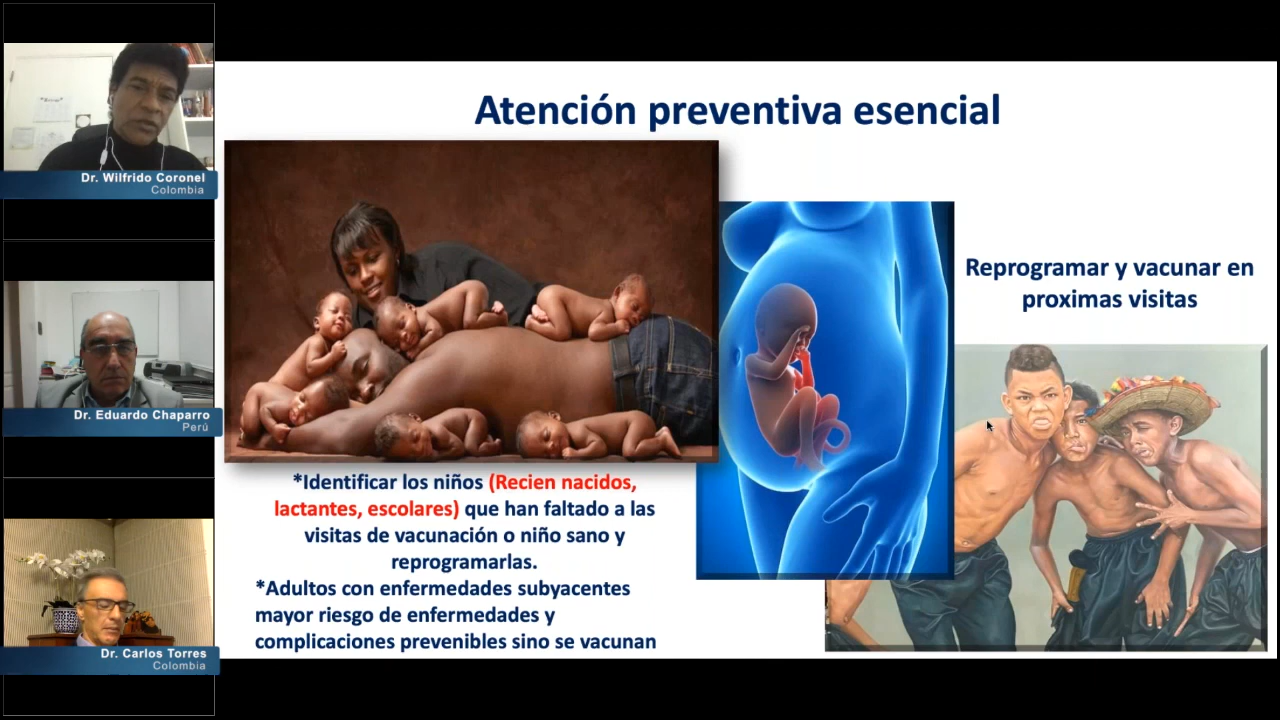 Dr. Wilfrido Coronel
Colombia
Dr. Eduardo Chaparro
Perú
Dr. Carlos Torres
Colombia
Atención preventiva esencial
Reprogramar y vacunar en
proximas visitas
*Identificar los niños (Recien nacidos,
lactantes, escolares) que han faltado a las
visitas de vacunación o niño sano y
reprogramarlas.
*Adultos con enfermedades subyacentes
mayor riesgo de enfermedades y
complicaciones prevenibles sino se vacunan